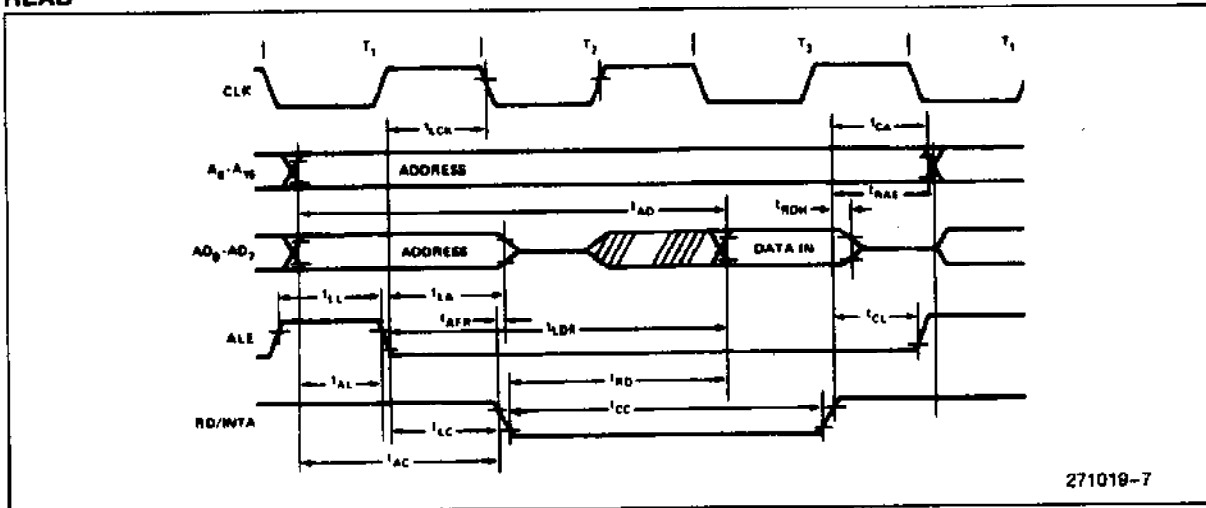 READ
T1 T2 T3 T1
CLK
tLCK tCA
A8-A15 ADDRESS
tRAE
tAD tRDH
AD0-AD7 ADDRESS DATA IN
tLL tLA
tAFR tLDR tCL
ALE
tAL tRD
tCC
RD/INTA
tLC
tAC
271019-7